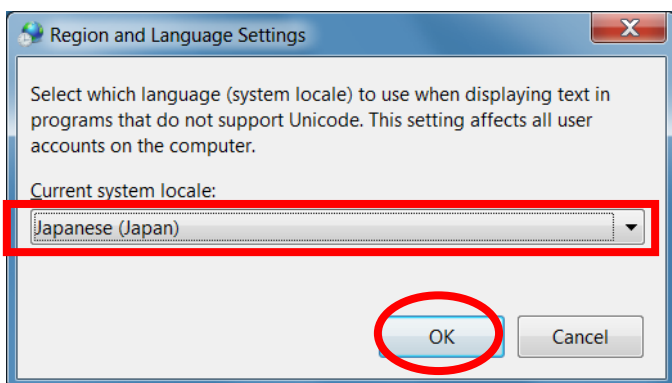 Region and Language Settings
Select which language (system locale) to use when displaying text in
programs that do not support Unicode. This setting affects all user
accounts on the computer.
Current system locale:
Japanese (Japan)
OK
Cancel